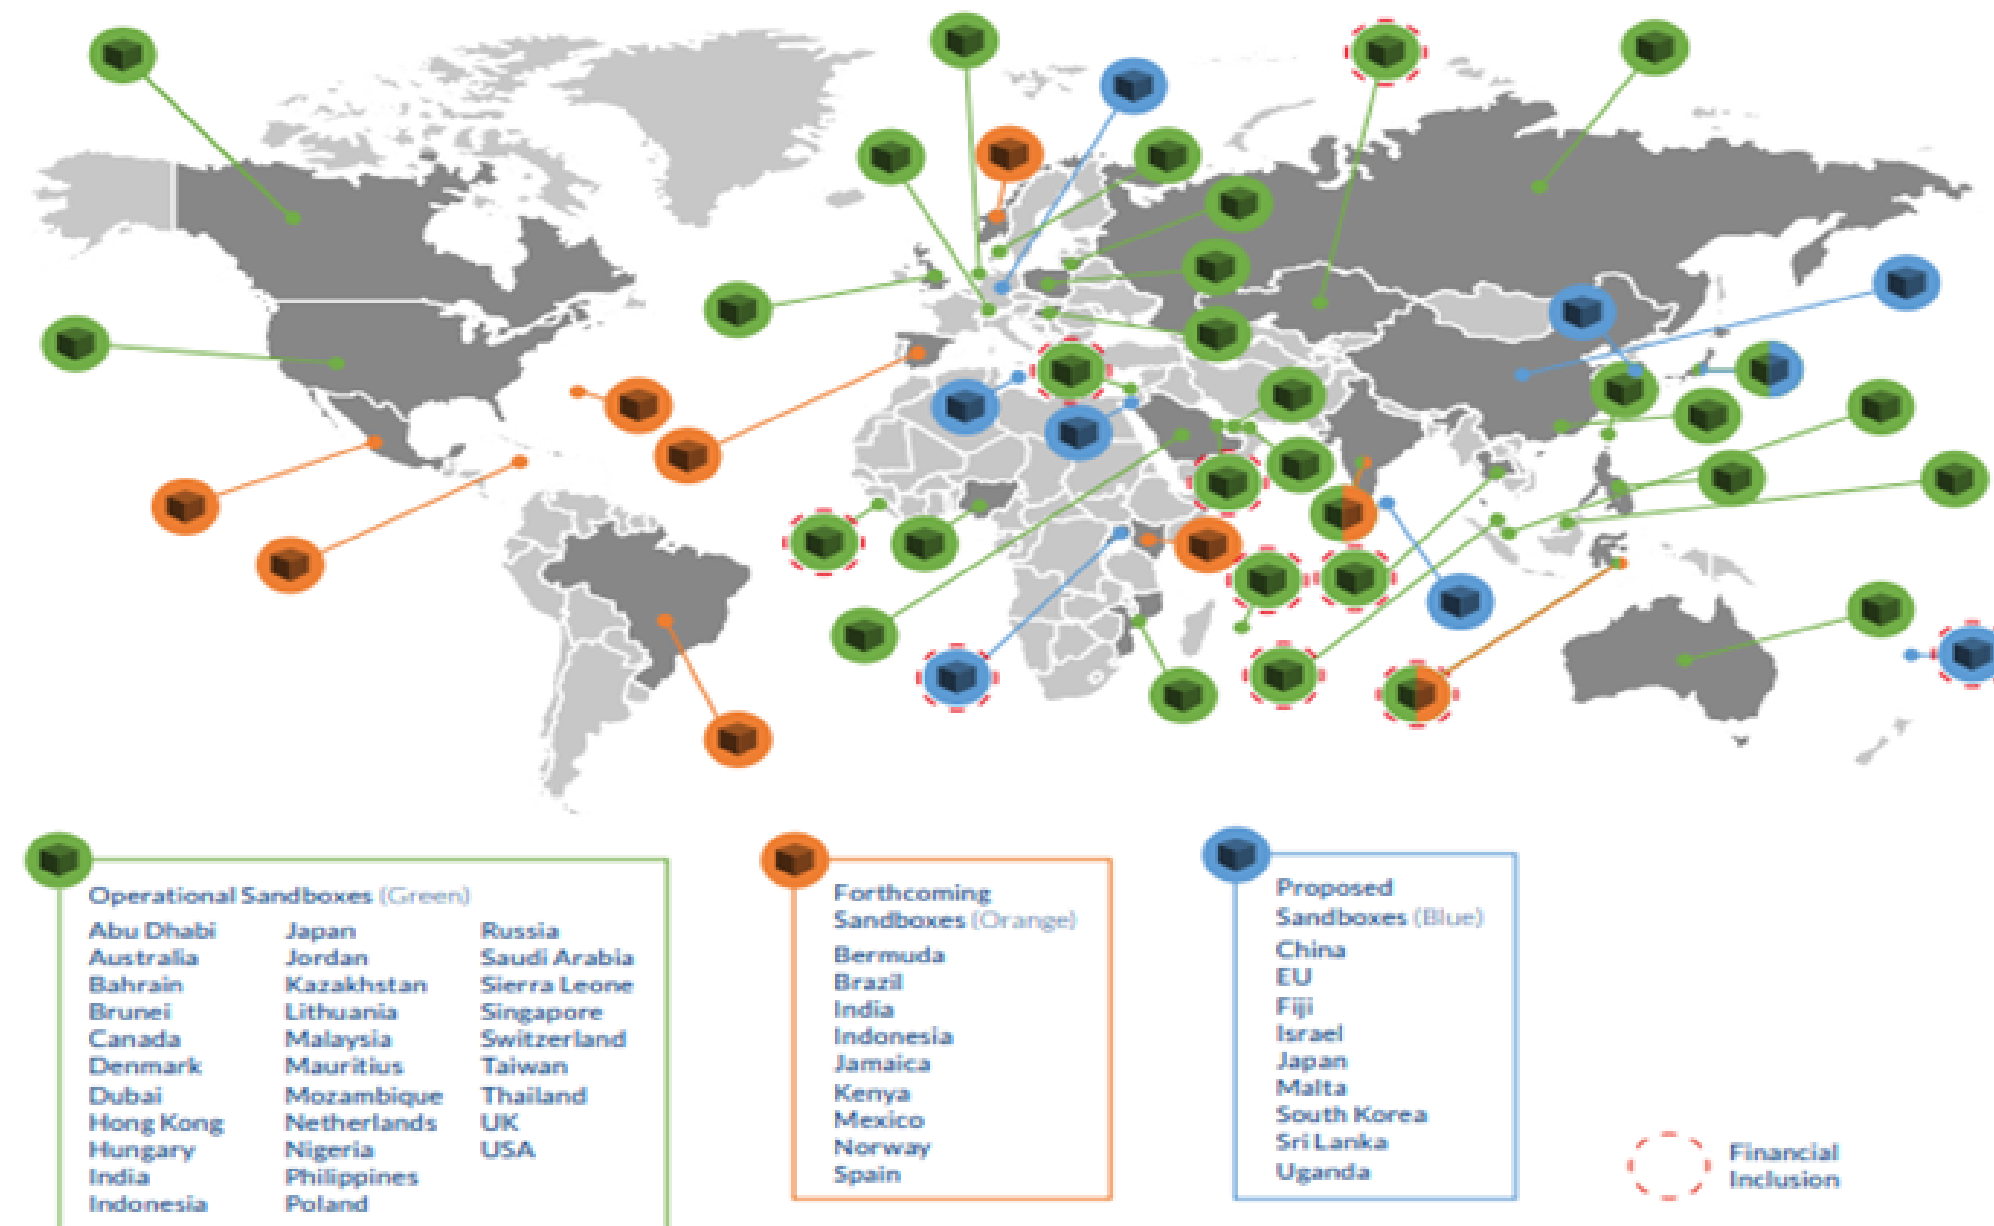 Operational Sandboxes (Green)
Abu Dhabi
Australia
Bahrain
Brunei
Canada
Denmark
Dubai
Hong Kong
Hungary
India
Indonesia
Japan
Jordan
Kazakhstan
Lithuania
Malaysia
Mauritius
Mozambique
Netherlands
Nigeria
Philippines
Poland
Russia
Saudi Arabia
Sierra Leone
Singapore
Switzerland
Taiwan
Thailand
UK
USA
Forthcoming
Sandboxes (Orange)
Bermuda
Brazil
India
Indonesia
Jamaica
Kenya
Mexico
Norway
Spain
Proposed
Sandboxes (Blue)
China
EU
Fiji
Israel
Japan
Malta
South Korea
Sri Lanka
Uganda
Financial
Inclusion